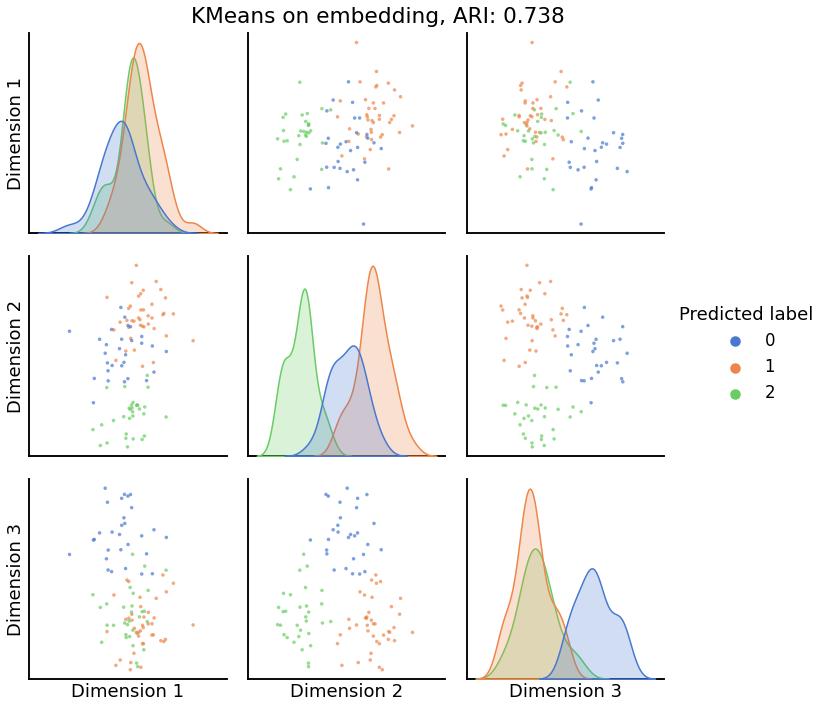 KMeans on embedding, ARI: 0.738
Dimension 1
Dimension 2
Predicted label
0
1
2
Dimension 3
Dimension 1
Dimension 2
Dimension 3